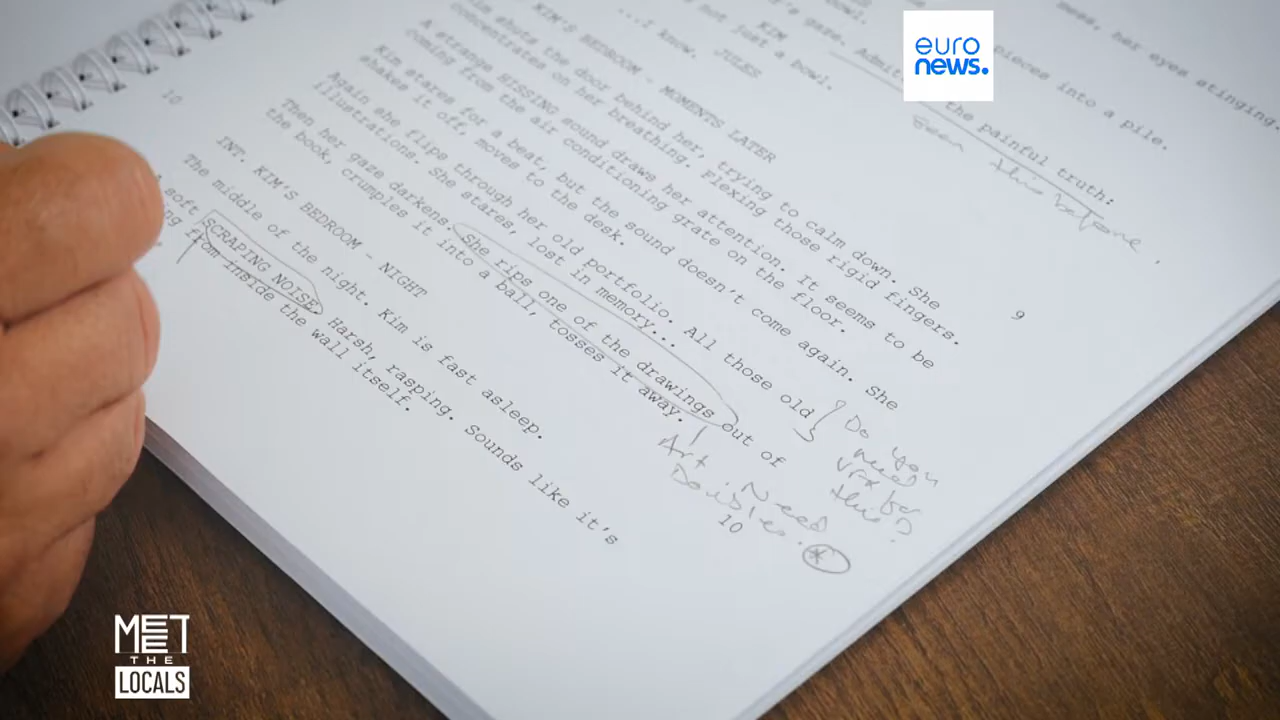 euro
news.
her eyes stinging.
pieces into a pile.
gaze. the painful truth:
Seen this before
KIM
not just a bowl.
JULES
...I know.
KIM'S BEDROOM - MOMENTS LATER 9
shuts the door behind her, trying to calm down. She
concentrates on her breathing. Flexing those rigid fingers.
A strange HISSING sound draws her attention. It seems to be
coming from the air conditioning grate on the floor.
Kim stares for a beat, but the sound doesn't come again. She
shakes it off, moves to the desk.
Again she flips through her old portfolio. All those old
illustrations. She stares, lost in memory...
Then her gaze darkens. She rips one of the drawings out of
the book, crumples it into a ball, tosses it away.
Do you
need
VFX for
this?
Art Need
Doubles.
*
10 INT. KIM'S BEDROOM - NIGHT 10
The middle of the night. Kim is fast asleep.
soft SCRAPING NOISE. Harsh, rasping. Sounds like it's
from inside the wall itself.
MEET
THE
LOCALS